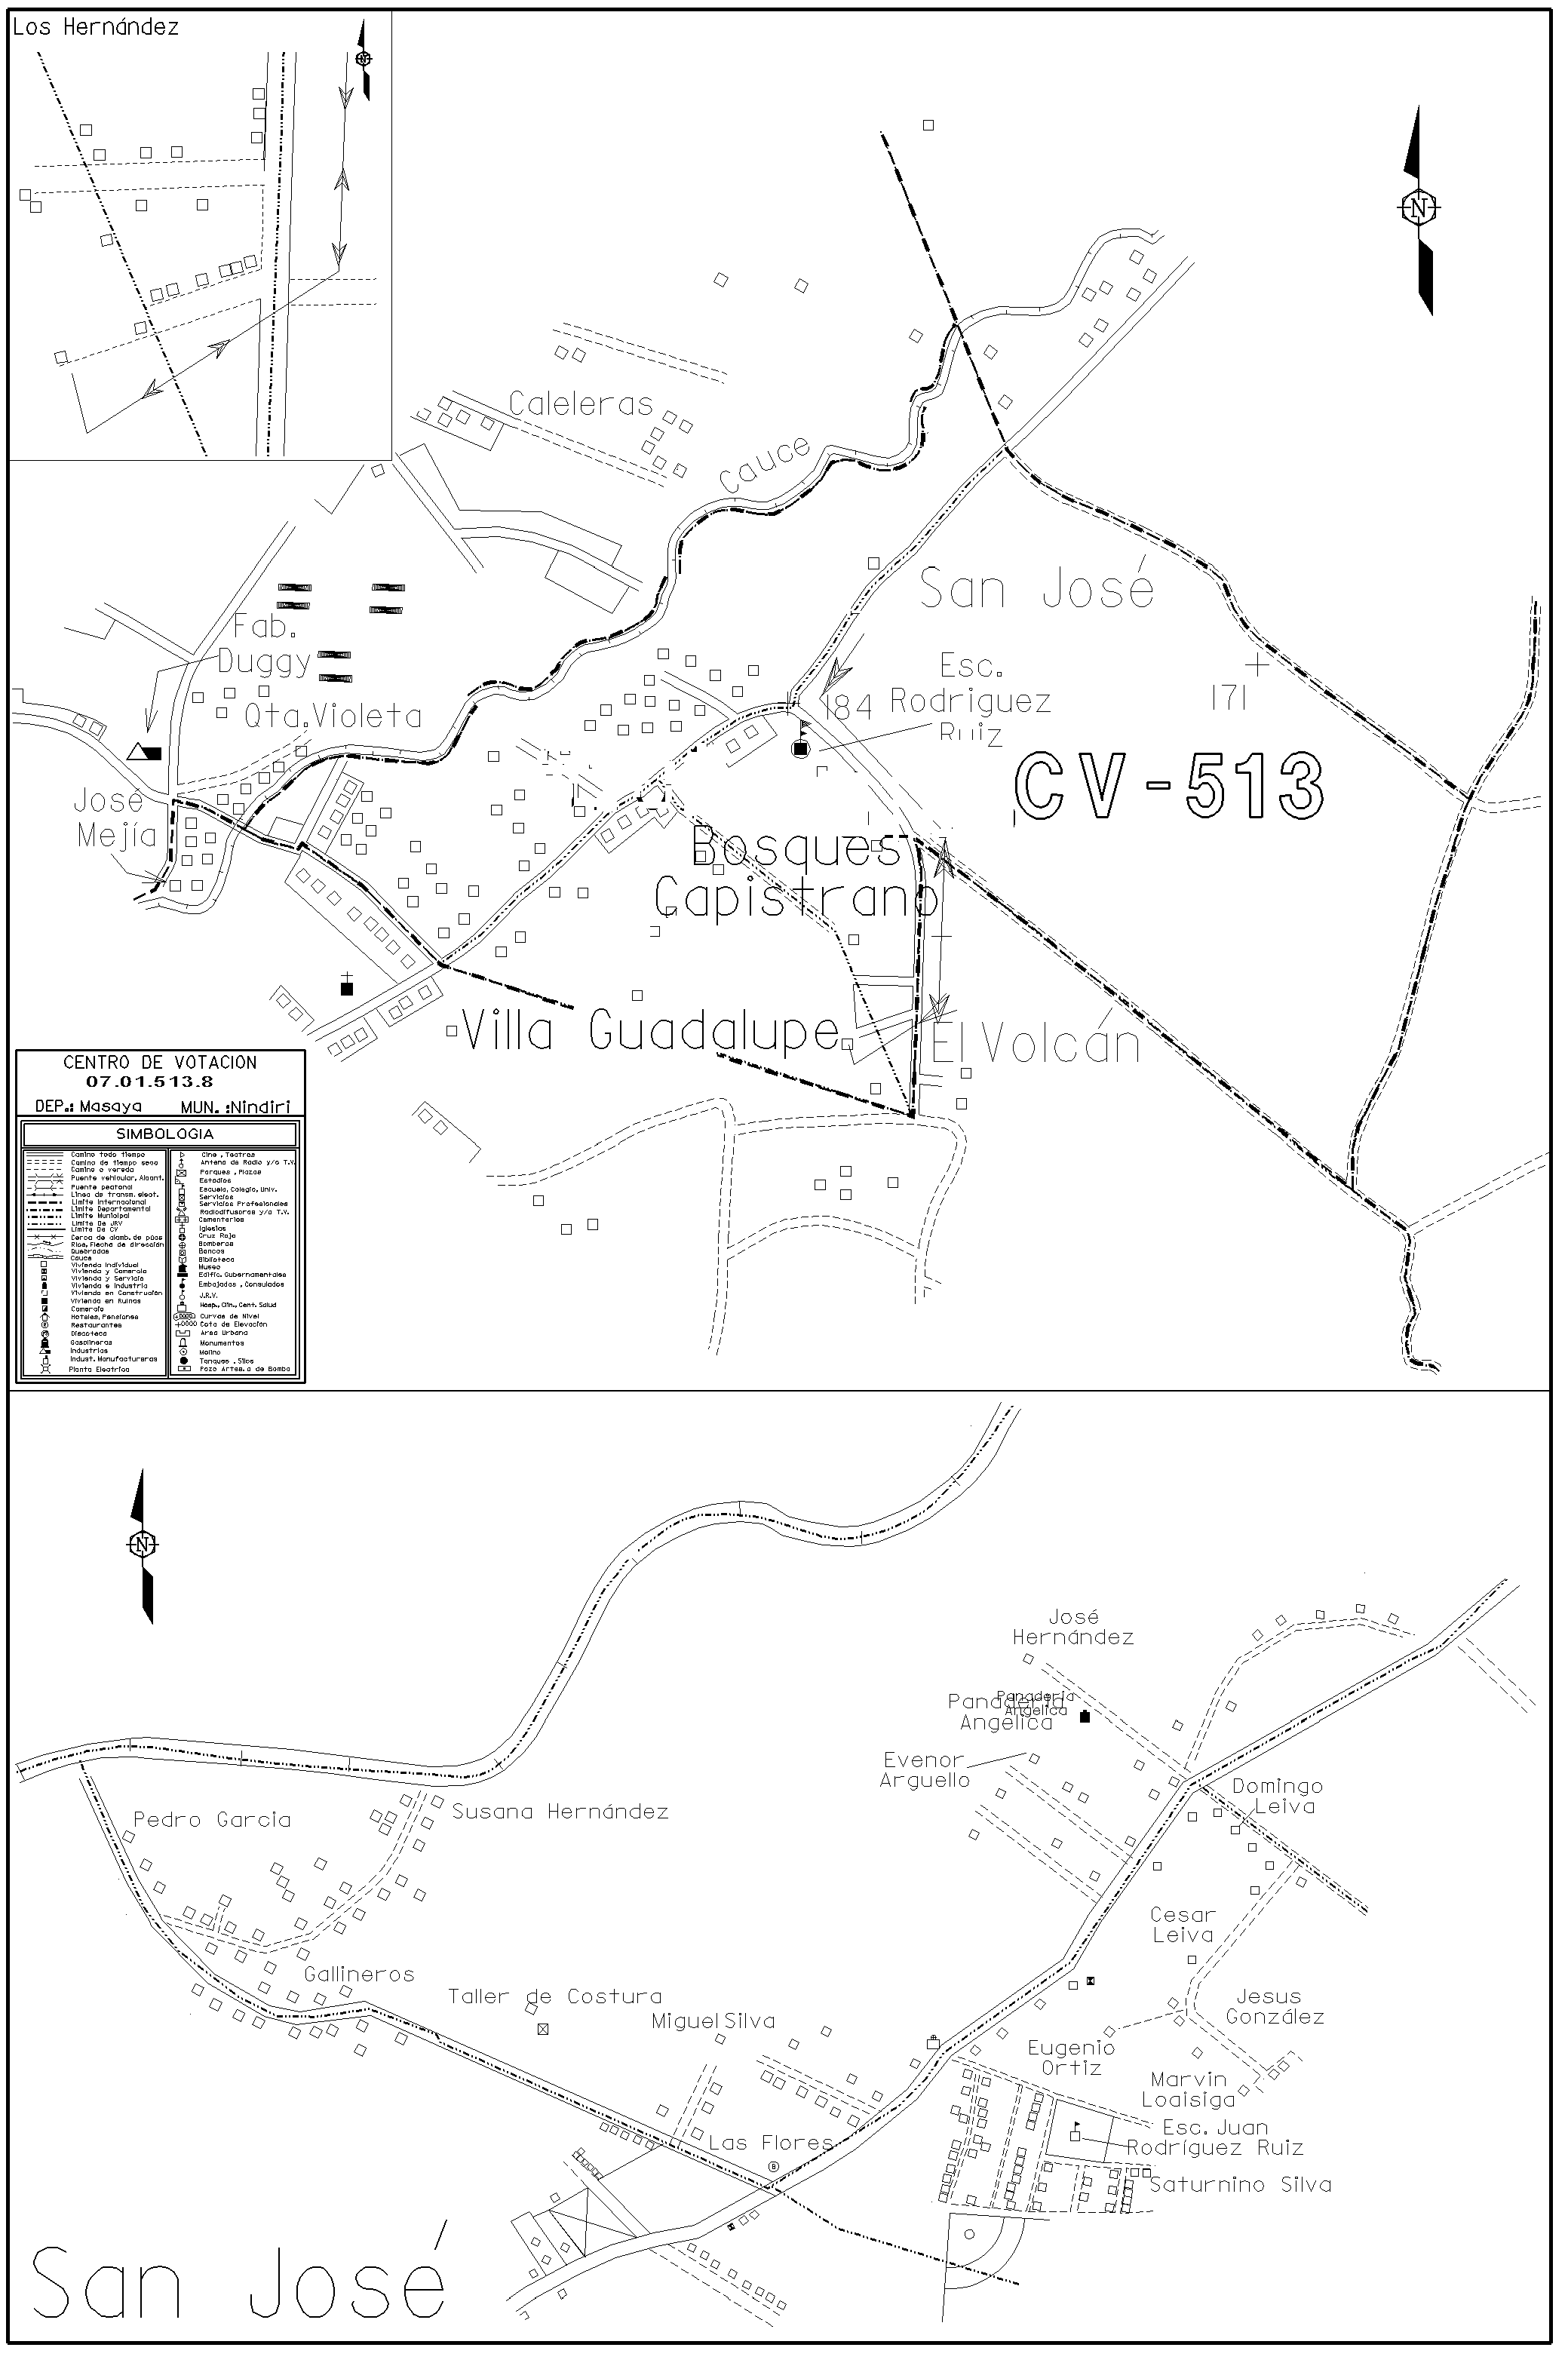 Los Hernández
N
N
Caleleras
Cauce
San José
Fab.
Duggy
Qta.Violeta
Esc.
Rodriguez
Ruiz
184
171
CV-513
José
Mejía
Bosques
Capistrano
Villa Guadalupe
El Volcán
CENTRO DE VOTACION
07.01.513.8
DEP.: Masaya MUN. :Nindiri
SIMBOLOGIA
Camino todo tiempo
Camino de tiempo seco
Camino o vereda
Puente vehicular, Alcant.
Puente peatonal
Linea de transm. elect.
Limite Internacional
Limite Departamental
Limite Municipal
Limite De JRV
Limite De CV
Cerca de alamb. de púas
Rios, Flecha de dirección
Quebradas
Cauce
Vivienda Individual
Vivienda y Comercio
Vivienda y Servicio
Vivienda e Industria
Vivienda en Construcción
Vivienda en Ruinas
Comercio
Hoteles, Pensiones
Restaurantes
Discoteca
Gasolineras
Industrias
Indust. Manufactureras
Planta Electrica
Cine , Teatros
Antena de Radio y/o T.V.
Parques , Plazas
Estadios
Escuela, Colegio, Univ.
Servicios
Servicios Profesionales
Radiodifusoras y/o T.V.
Cementerios
Iglesias
Cruz Roja
Bomberos
Bancos
Biblioteca
Museo
Edific. Gubernamentales
Embajadas , Consulados
J.R.V.
Hosp., Clin., Cent. Salud
Curvas de Nivel
Cota de Elevación
Area Urbana
Monumentos
Molino
Tanques , Silos
Pozo Artes. o de Bomba
N
José
Hernández
Panadería
Angelica
Panadería
Angelica
Evenor
Arguello
Domingo
Leiva
Pedro Garcia
Susana Hernández
Cesar
Leiva
Gallineros
Taller de Costura
Miguel Silva
Jesus
González
Eugenio
Ortiz
Marvin
Loaisiga
Esc. Juan
Rodríguez Ruiz
Las Flores
Saturnino Silva
San José